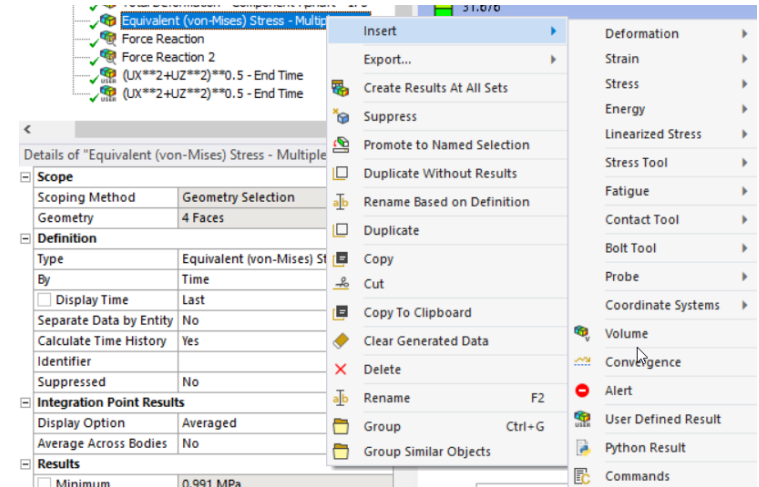 Equivalent (von-Mises) Stress - Multiple
Force Reaction
Force Reaction 2
(UX**2+UZ**2)**0.5 - End Time
(UX**2+UZ**2)**0.5 - End Time
Details of "Equivalent (von-Mises) Stress - Multiple
Scope
Scoping Method Geometry Selection
Geometry 4 Faces
Definition
Type Equivalent (von-Mises) St
By Time
Display Time Last
Separate Data by Entity No
Calculate Time History Yes
Identifier
Suppressed No
Integration Point Results
Display Option Averaged
Average Across Bodies No
Results
Minimum 0.991 MPa
Insert
Export...
Create Results At All Sets
Suppress
Promote to Named Selection
Duplicate Without Results
Rename Based on Definition
Duplicate
Copy
Cut
Copy To Clipboard
Clear Generated Data
Delete
Rename F2
Group Ctrl+G
Group Similar Objects
31.676
Deformation
Strain
Stress
Energy
Linearized Stress
Stress Tool
Fatigue
Contact Tool
Bolt Tool
Probe
Coordinate Systems
Volume
Convergence
Alert
User Defined Result
Python Result
Commands